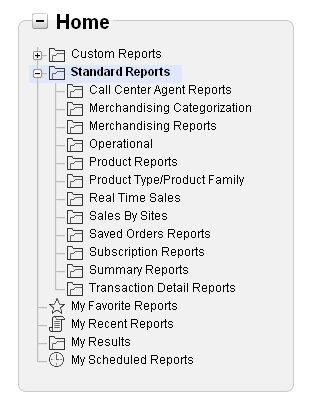 Home
Custom Reports
Standard Reports
Call Center Agent Reports
Merchandising Categorization
Merchandising Reports
Operational
Product Reports
Product Type/Product Family
Real Time Sales
Sales By Sites
Saved Orders Reports
Subscription Reports
Summary Reports
Transaction Detail Reports
My Favorite Reports
My Recent Reports
My Results
My Scheduled Reports